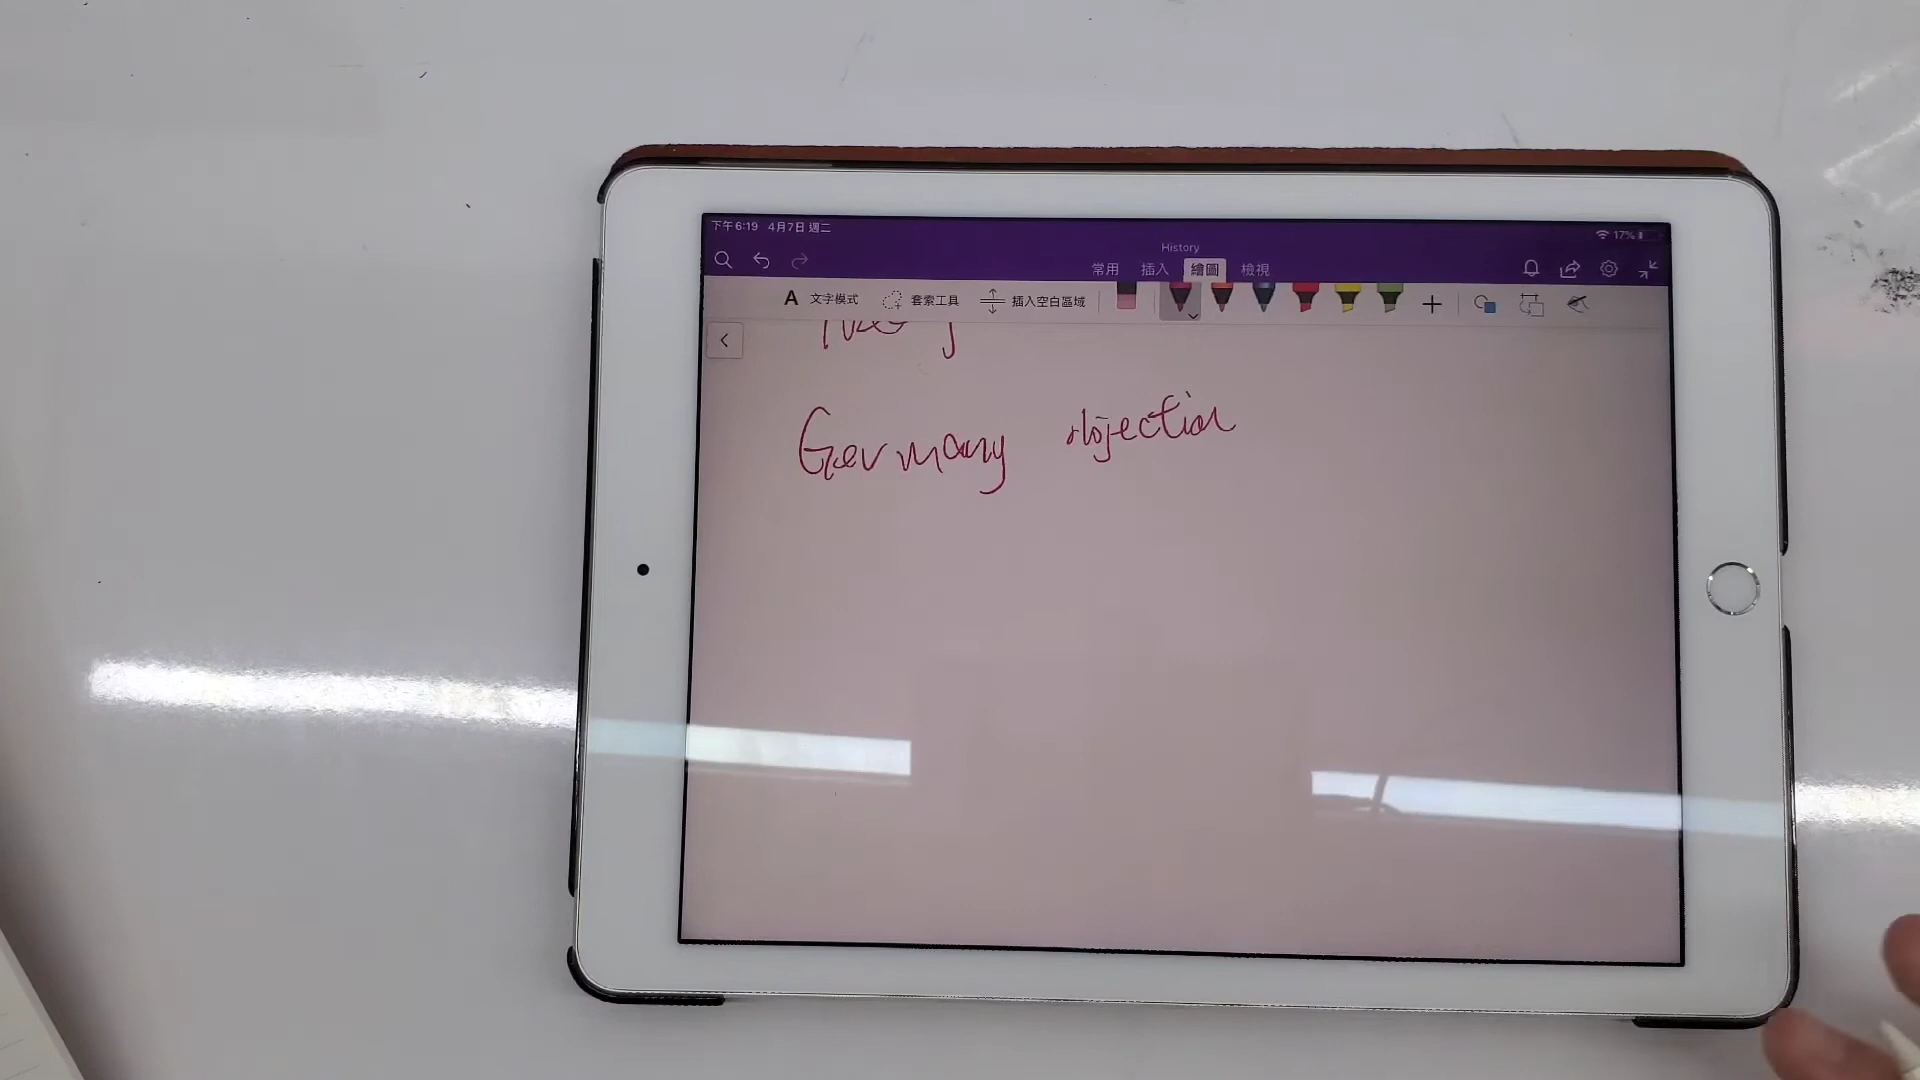 下午6:19 4月7日 週二
17%
History
常用 插入 繪圖 檢視
A 文字模式 套索工具 插入空白區域
Germany objection